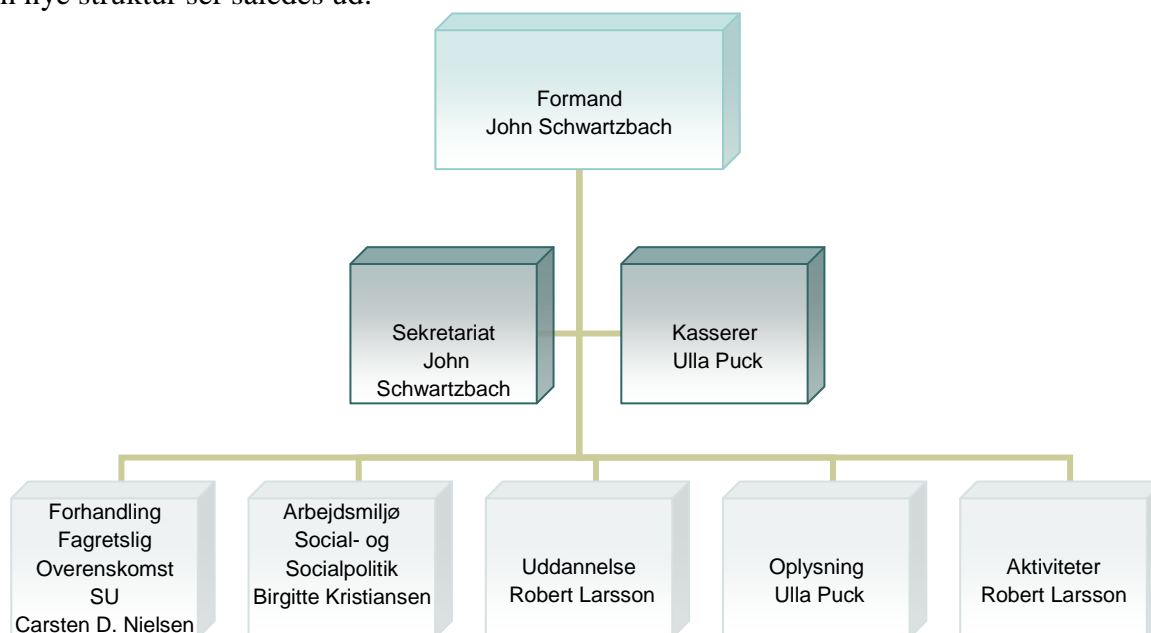 nye struktur ser således ud:
Formand
John Schwartzbach
Sekretariat
John
Schwartzbach
Kasserer
Ulla Puck
Forhandling
Fagretslig
Overenskomst
SU
Carsten D. Nielsen
Arbejdsmiljø
Social- og
Socialpolitik
Birgitte Kristiansen
Uddannelse
Robert Larsson
Oplysning
Ulla Puck
Aktiviteter
Robert Larsson